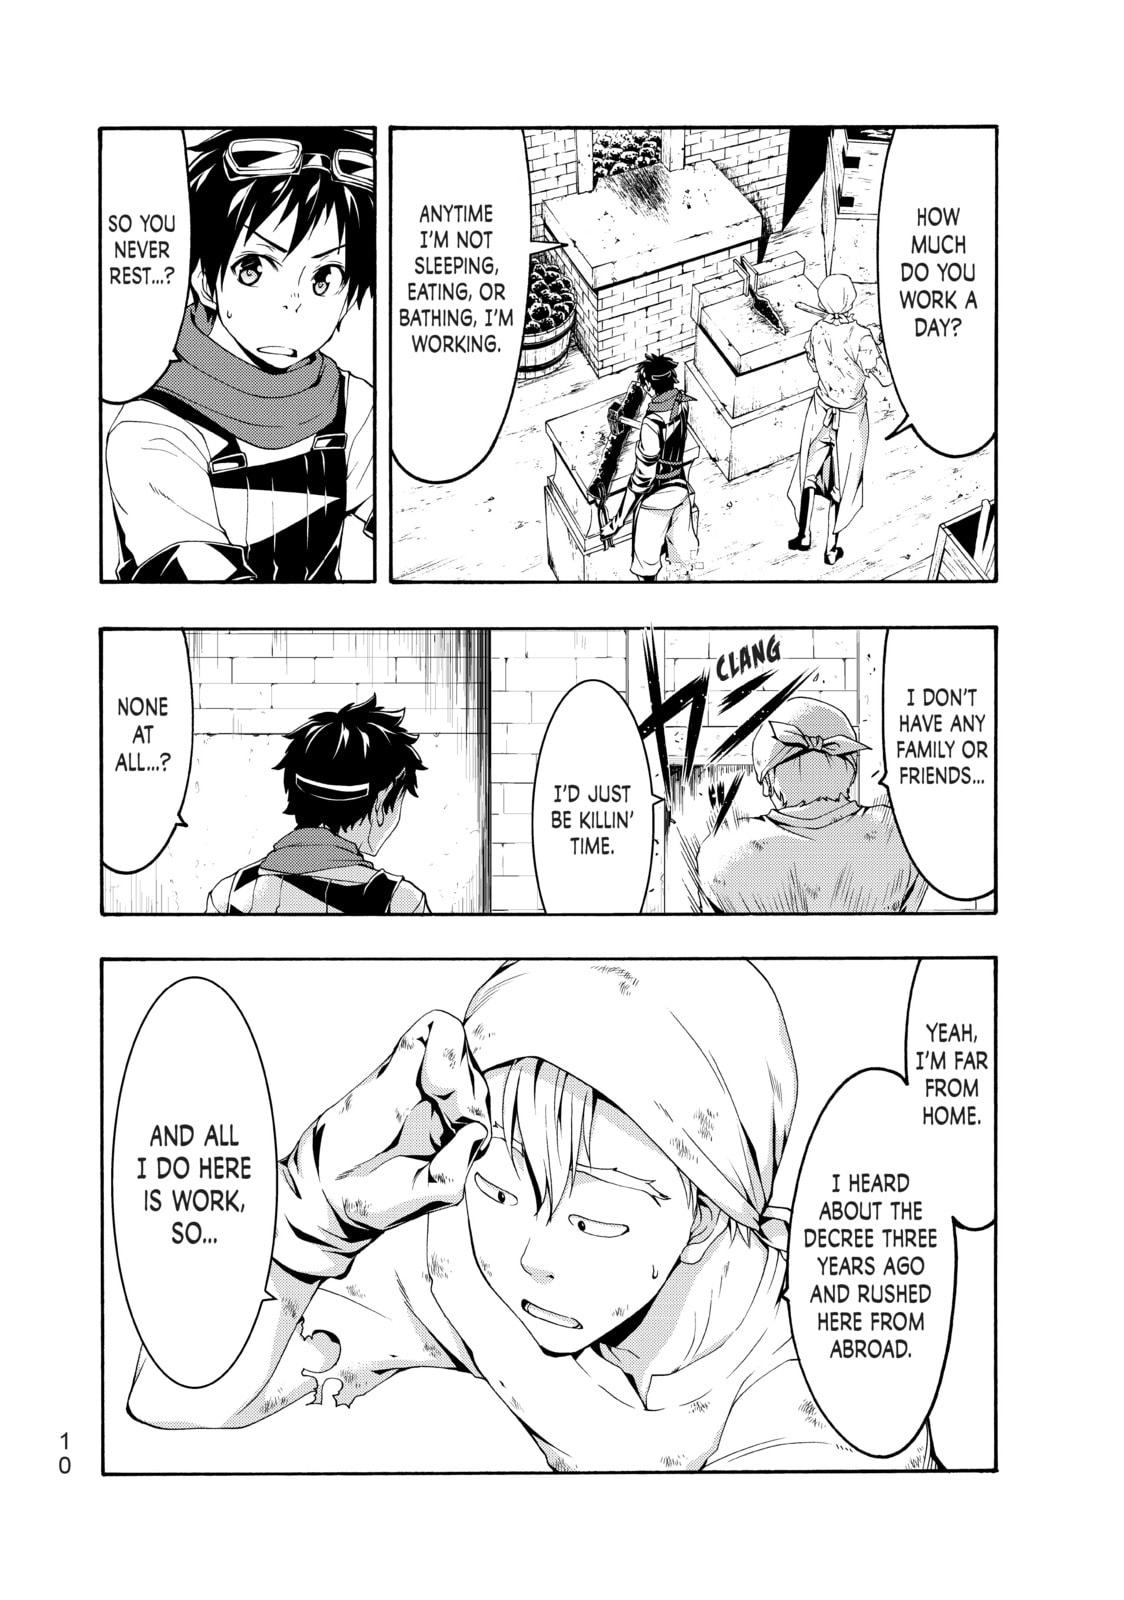 HOW
MUCH
DO YOU
WORK A
DAY?
ANYTIME
I'M NOT
SLEEPING,
EATING, OR
BATHING, I'M
WORKING.
SO YOU
NEVER
REST...?
I DON'T
HAVE ANY
FAMILY OR
FRIENDS...
CLANG
ガン
I'D JUST
BE KILLIN'
TIME.
NONE
AT
ALL...?
YEAH,
I'M FAR
FROM
HOME.
I HEARD
ABOUT THE
DECREE THREE
YEARS AGO
AND RUSHED
HERE FROM
ABROAD.
AND ALL
I DO HERE
IS WORK,
SO...
10